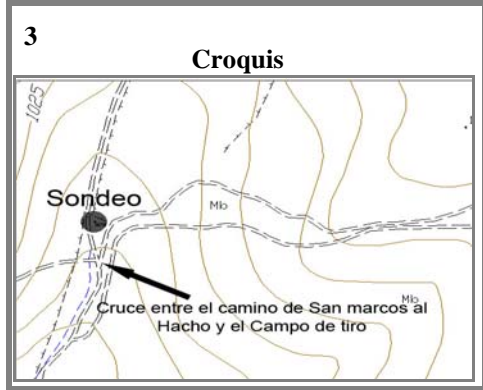 3
Croquis
1025
Sondeo
Mb
Mb
Cruce entre el camino de San marcos al
Hacho y el Campo de tiro